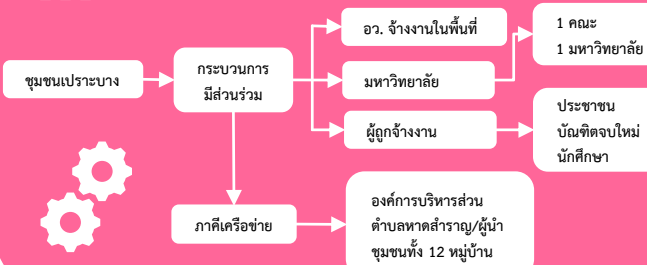 ชุมชนเปราะบาง
กระบวนการ
มีส่วนร่วม
อว. จ้างงานในพื้นที่
มหาวิทยาลัย
1 คณะ
1 มหาวิทยาลัย
ผู้ถูกจ้างงาน
ประชาชน
บัณฑิตจบใหม่
นักศึกษา
ภาคีเครือข่าย
องค์การบริหารส่วน
ตำบลหาดสำราญ/ผู้นำ
ชุมชนทั้ง 12 หมู่บ้าน